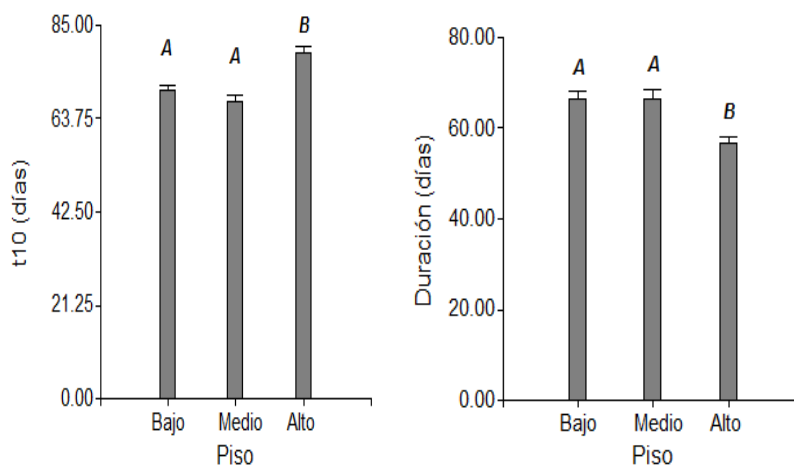 85.00
63.75
42.50
21.25
0.00
t10 (días)
A
A
B
Bajo Medio Alto
Piso
80.00
60.00
40.00
20.00
0.00
Duración (días)
A
A
B
Bajo Medio Alto
Piso